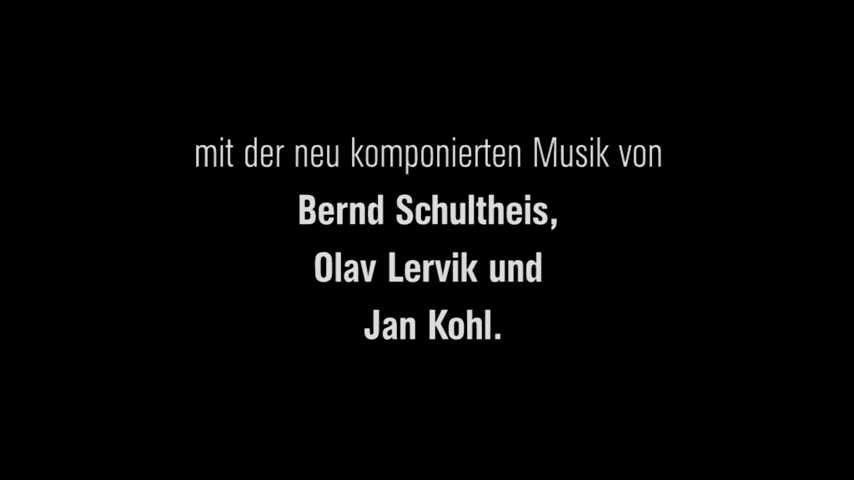 mit der neu komponierten Musik von
Bernd Schultheis,
Olav Lervik und
Jan Kohl.